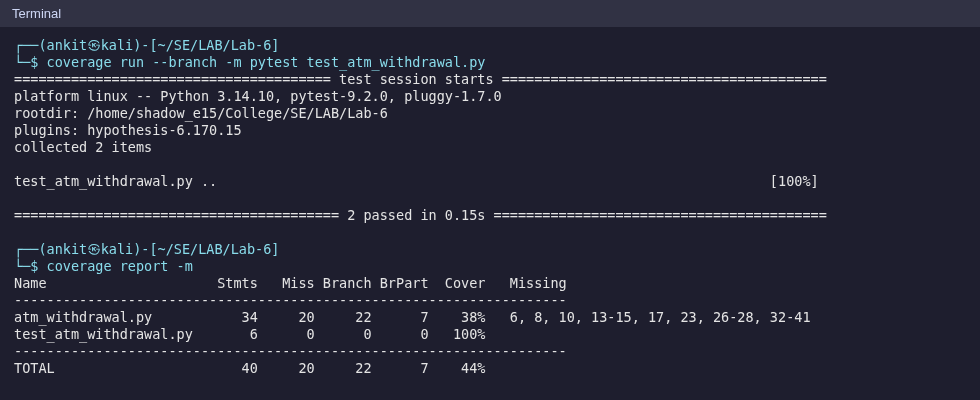 Terminal
┌──(ankit㉿kali)-[~/SE/LAB/Lab-6]
└─$ coverage run --branch -m pytest test_atm_withdrawal.py
======================================= test session starts ========================================
platform linux -- Python 3.14.10, pytest-9.2.0, pluggy-1.7.0
rootdir: /home/shadow_e15/College/SE/LAB/Lab-6
plugins: hypothesis-6.170.15
collected 2 items
test_atm_withdrawal.py ..                                                                    [100%]
======================================== 2 passed in 0.15s =========================================
┌──(ankit㉿kali)-[~/SE/LAB/Lab-6]
└─$ coverage report -m
Name                     Stmts   Miss Branch BrPart  Cover   Missing
--------------------------------------------------------------------
atm_withdrawal.py           34     20     22      7    38%   6, 8, 10, 13-15, 17, 23, 26-28, 32-41
test_atm_withdrawal.py       6      0      0      0   100%
--------------------------------------------------------------------
TOTAL                       40     20     22      7    44%